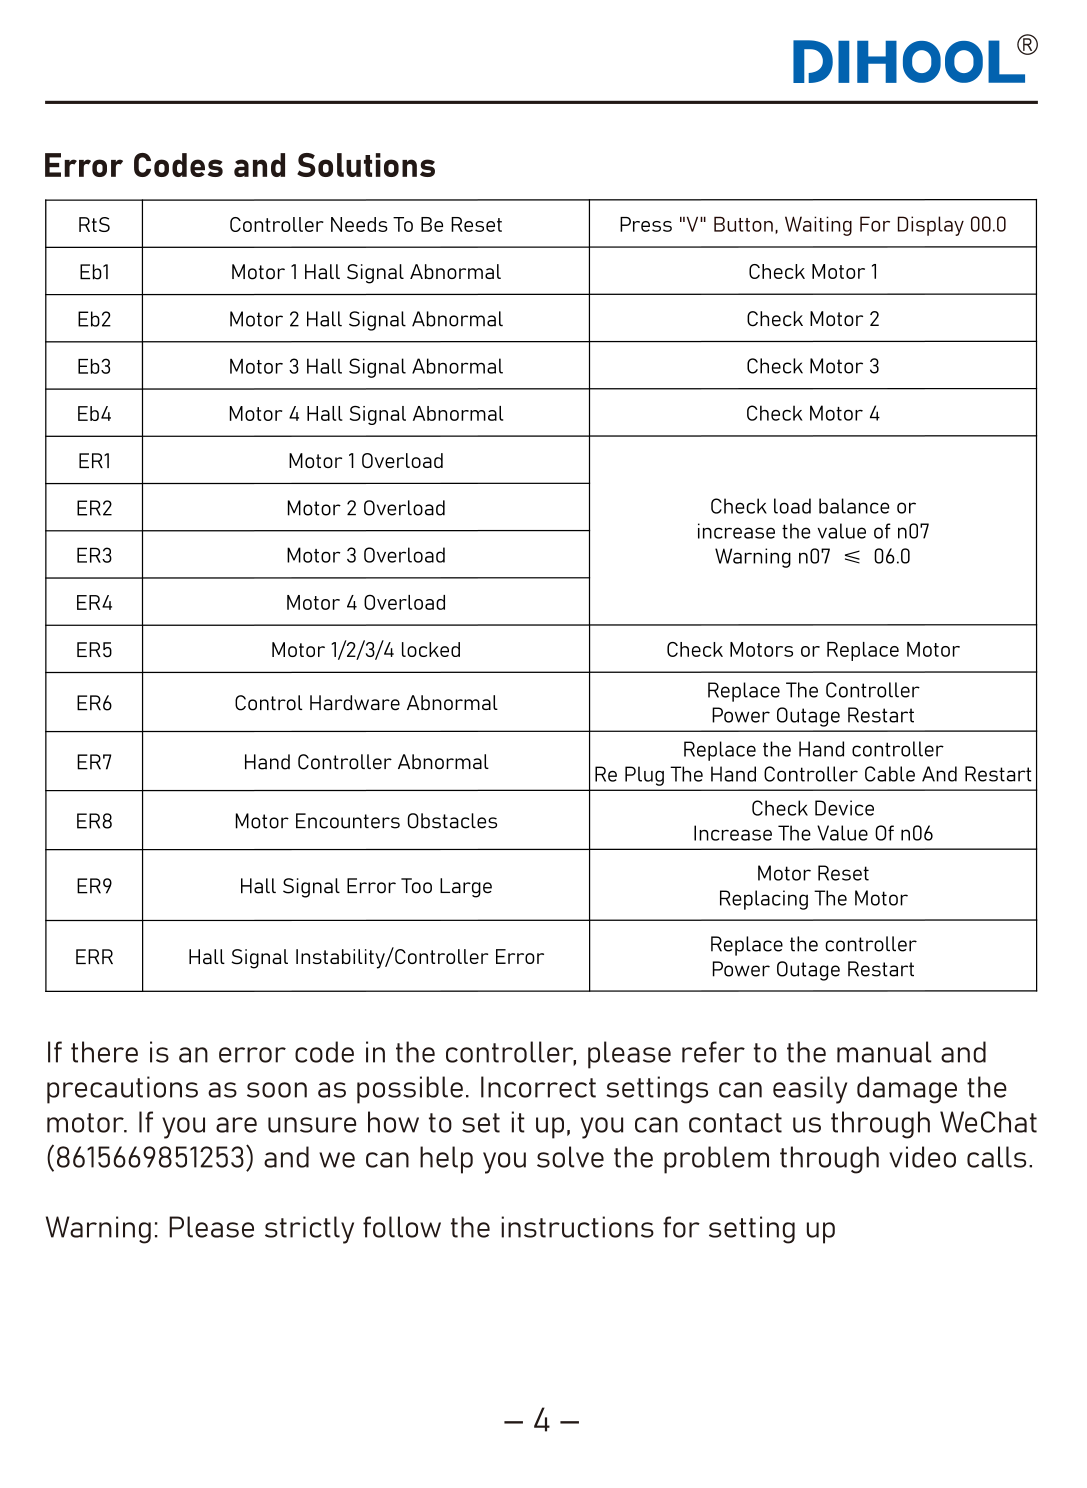 DIHOOL®
Error Codes and Solutions
RtS Controller Needs To Be Reset Press "V" Button, Waiting For Display 00.0
Eb1 Motor 1 Hall Signal Abnormal Check Motor 1
Eb2 Motor 2 Hall Signal Abnormal Check Motor 2
Eb3 Motor 3 Hall Signal Abnormal Check Motor 3
Eb4 Motor 4 Hall Signal Abnormal Check Motor 4
ER1 Motor 1 Overload
ER2 Motor 2 Overload
ER3 Motor 3 Overload
ER4 Motor 4 Overload
Check load balance or
increase the value of n07
Warning n07 ≤ 06.0
ER5 Motor 1/2/3/4 locked Check Motors or Replace Motor
ER6 Control Hardware Abnormal
Replace The Controller
Power Outage Restart
ER7 Hand Controller Abnormal
Replace the Hand controller
Re Plug The Hand Controller Cable And Restart
ER8 Motor Encounters Obstacles
Check Device
Increase The Value Of n06
ER9 Hall Signal Error Too Large
Motor Reset
Replacing The Motor
ERR Hall Signal Instability/Controller Error
Replace the controller
Power Outage Restart
If there is an error code in the controller, please refer to the manual and
precautions as soon as possible. Incorrect settings can easily damage the
motor. If you are unsure how to set it up, you can contact us through WeChat
(8615669851253) and we can help you solve the problem through video calls.
Warning: Please strictly follow the instructions for setting up
– 4 –